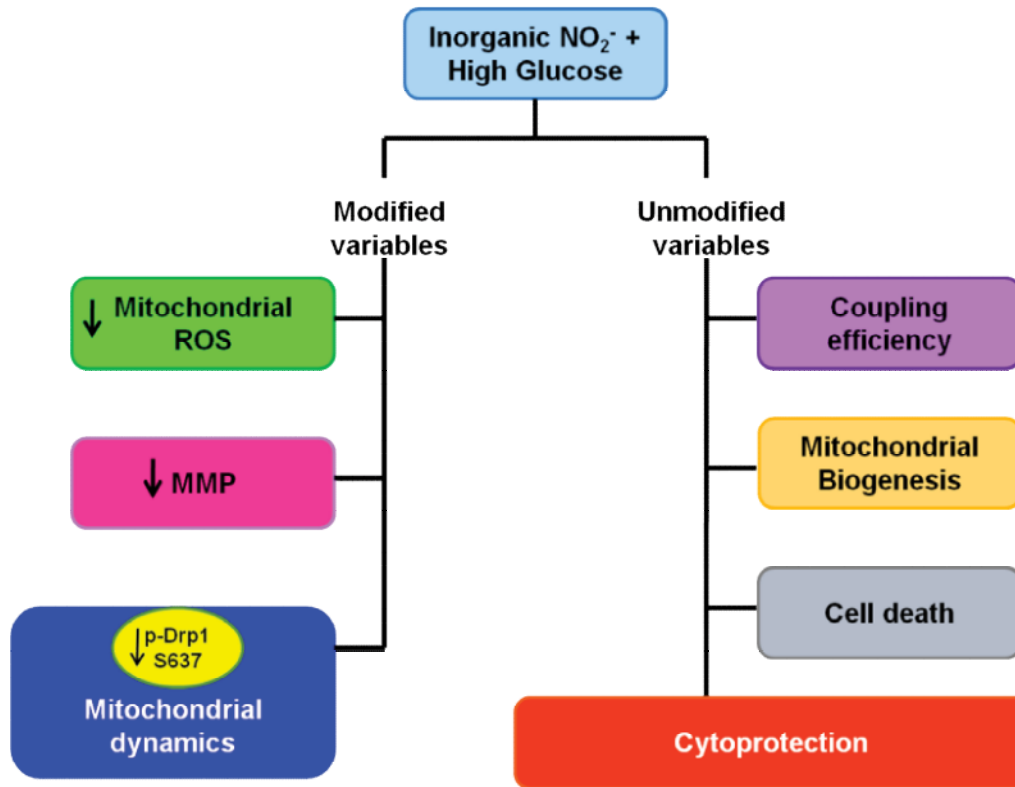 Inorganic NO₂⁻ +
High Glucose
Modified
variables
Unmodified
variables
↓ Mitochondrial
ROS
Coupling
efficiency
↓ MMP
Mitochondrial
Biogenesis
↓ p-Drp1
S637
Mitochondrial
dynamics
Cell death
Cytoprotection